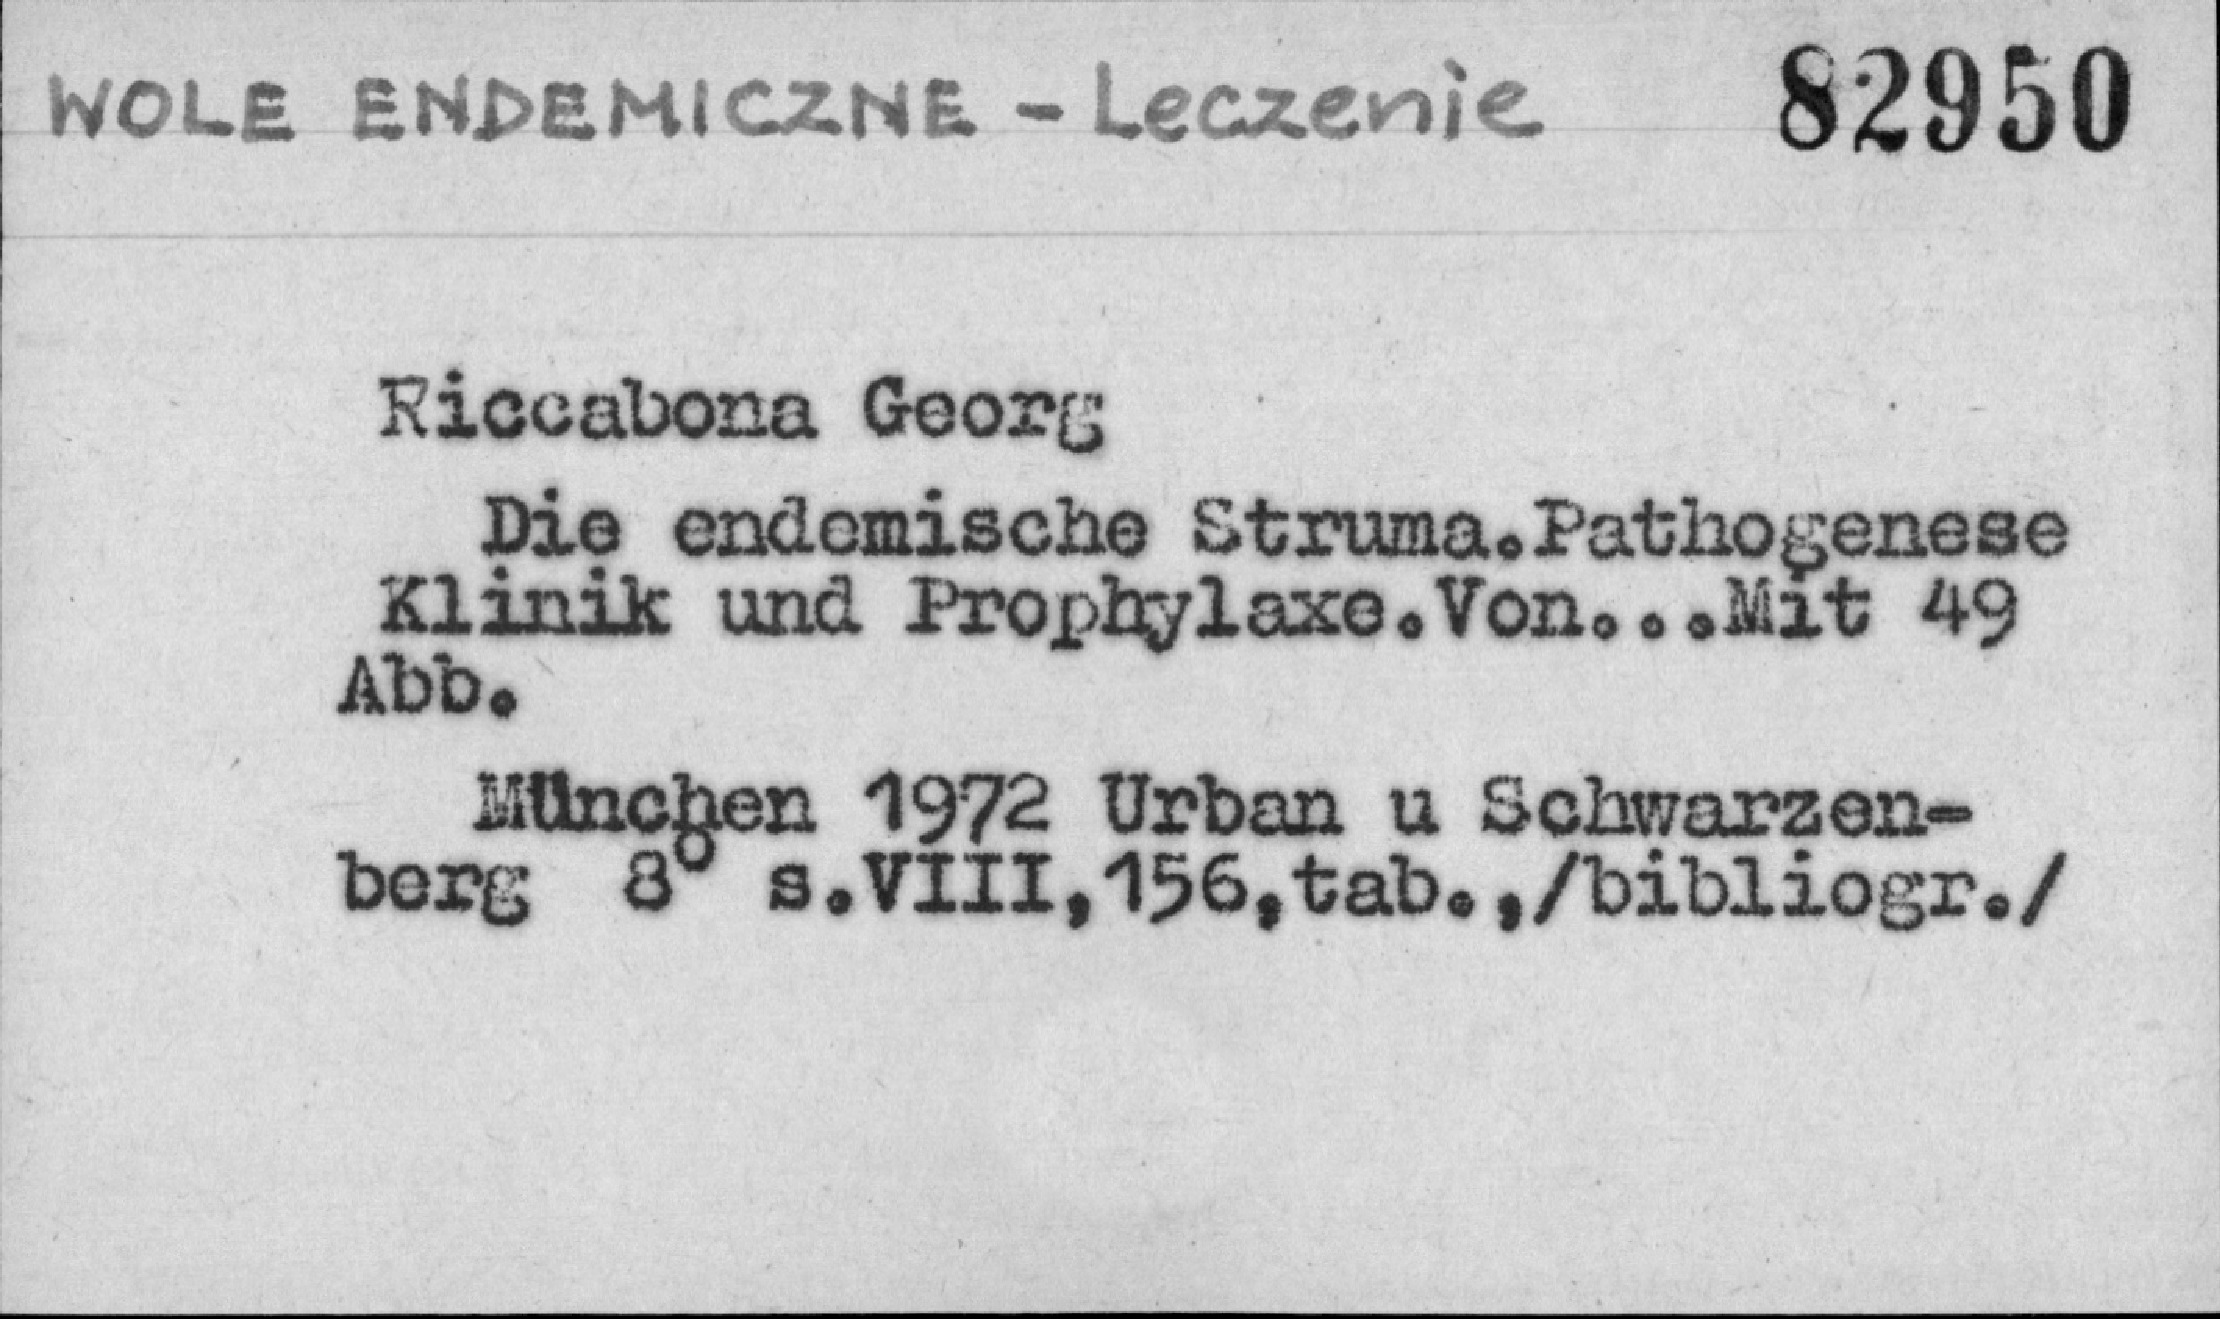 WOLE ENDEMICZNE - Leczenie 82950
Riccabona Georg
Die endemische Struma.Pathogenese
Klinik und Prophylaxe.Von...Mit 49
Abb.
München 1972 Urban u Schwarzen-
berg 8° s.VIII,156,tab.,/bibliogr./